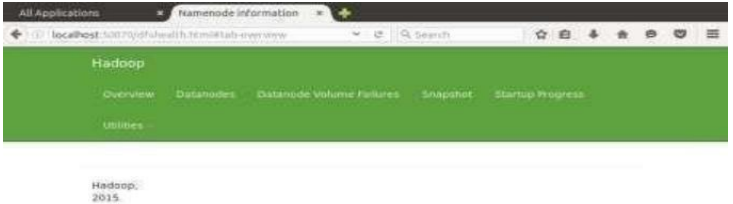 All Applications × Namenode information ×
localhost:50070/dfshealth.html#tab-overview Search
Hadoop
Overview Datanodes Datanode Volume Failures Snapshot Startup Progress
Utilities
Hadoop,
2015.